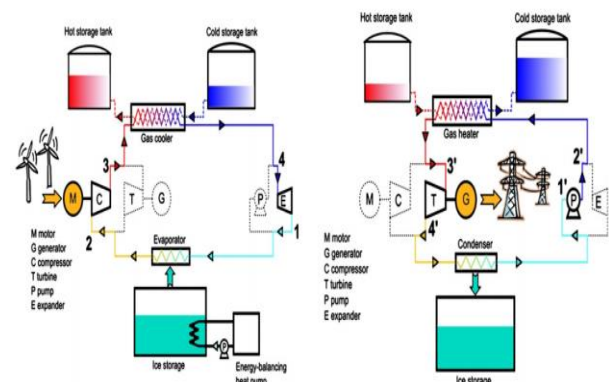 Hot storage tank
Cold storage tank
Gas cooler
3
4
M
C
T
G
P
E
2
1
Evaporator
M motor
G generator
C compressor
T turbine
P pump
E expander
P
Ice storage
Energy-balancing
heat pump
Hot storage tank
Cold storage tank
Gas heater
3'
2'
1'
M
C
T
G
P
E
4'
Condenser
M motor
G generator
C compressor
T turbine
P pump
E expander
Ice storage